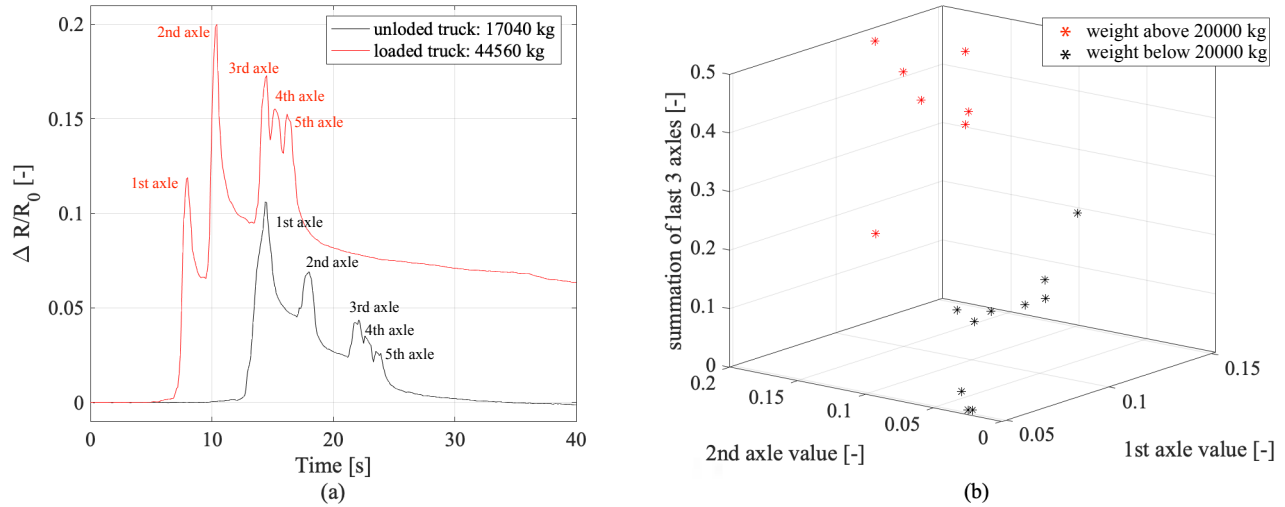 0.2
0.15
0.1
0.05
0
Δ R/R0 [-]
0
10
20
30
40
Time [s]
unloded truck: 17040 kg
loaded truck: 44560 kg
1st axle
2nd axle
3rd axle
4th axle
5th axle
1st axle
2nd axle
3rd axle
4th axle
5th axle
(a)
weight above 20000 kg
weight below 20000 kg
summation of last 3 axles [-]
0.5
0.4
0.3
0.2
0.1
0
0.2
0.15
0.1
0.05
0
2nd axle value [-]
0.05
0.1
0.15
1st axle value [-]
(b)